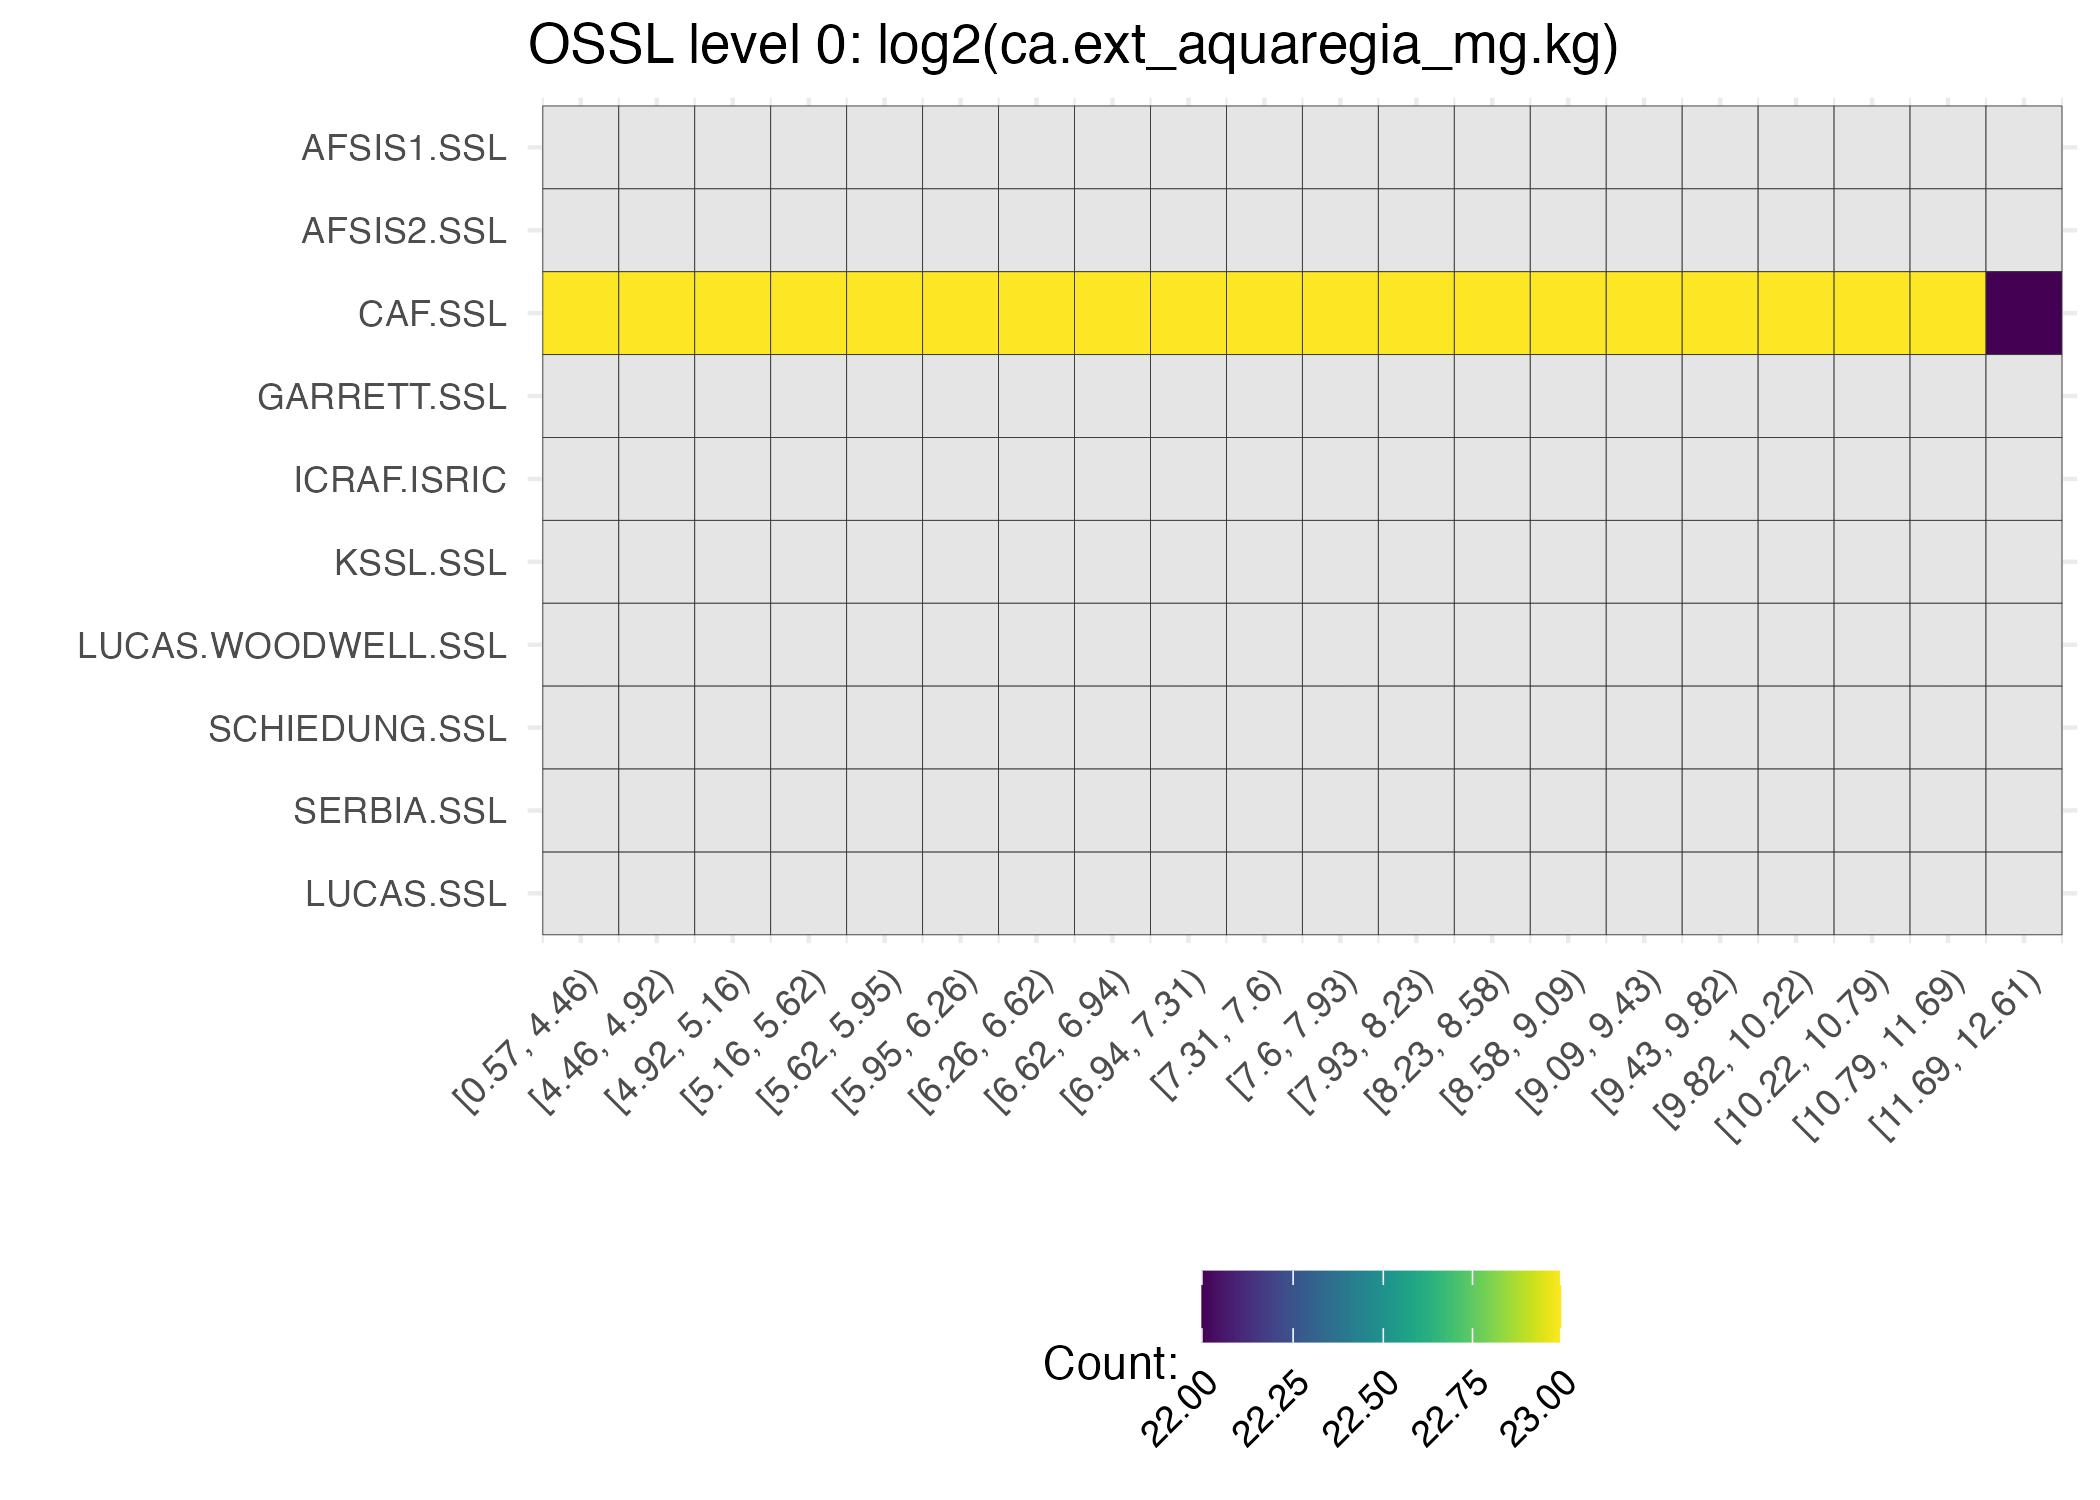 OSSL level 0: log2(ca.ext_aquaregia_mg.kg)
AFSIS1.SSL
AFSIS2.SSL
CAF.SSL
GARRETT.SSL
ICRAF.ISRIC
KSSL.SSL
LUCAS.WOODWELL.SSL
SCHIEDUNG.SSL
SERBIA.SSL
LUCAS.SSL
[0.57, 4.46)
[4.46, 4.92)
[4.92, 5.16)
[5.16, 5.62)
[5.62, 5.95)
[5.95, 6.26)
[6.26, 6.62)
[6.62, 6.94)
[6.94, 7.31)
[7.31, 7.6)
[7.6, 7.93)
[7.93, 8.23)
[8.23, 8.58)
[8.58, 9.09)
[9.09, 9.43)
[9.43, 9.82)
[9.82, 10.22)
[10.22, 10.79)
[10.79, 11.69)
[11.69, 12.61)
Count:
22.00
22.25
22.50
22.75
23.00